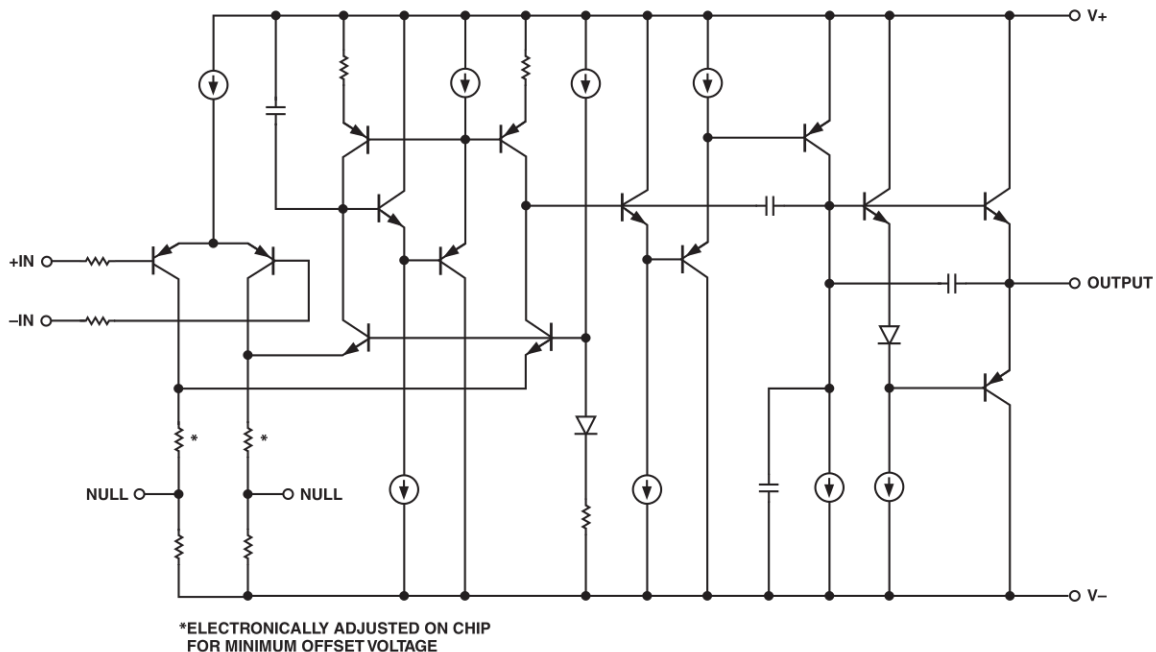 V+
+IN
–IN
OUTPUT
*
*
NULL
NULL
V–
*ELECTRONICALLY ADJUSTED ON CHIP
FOR MINIMUM OFFSET VOLTAGE